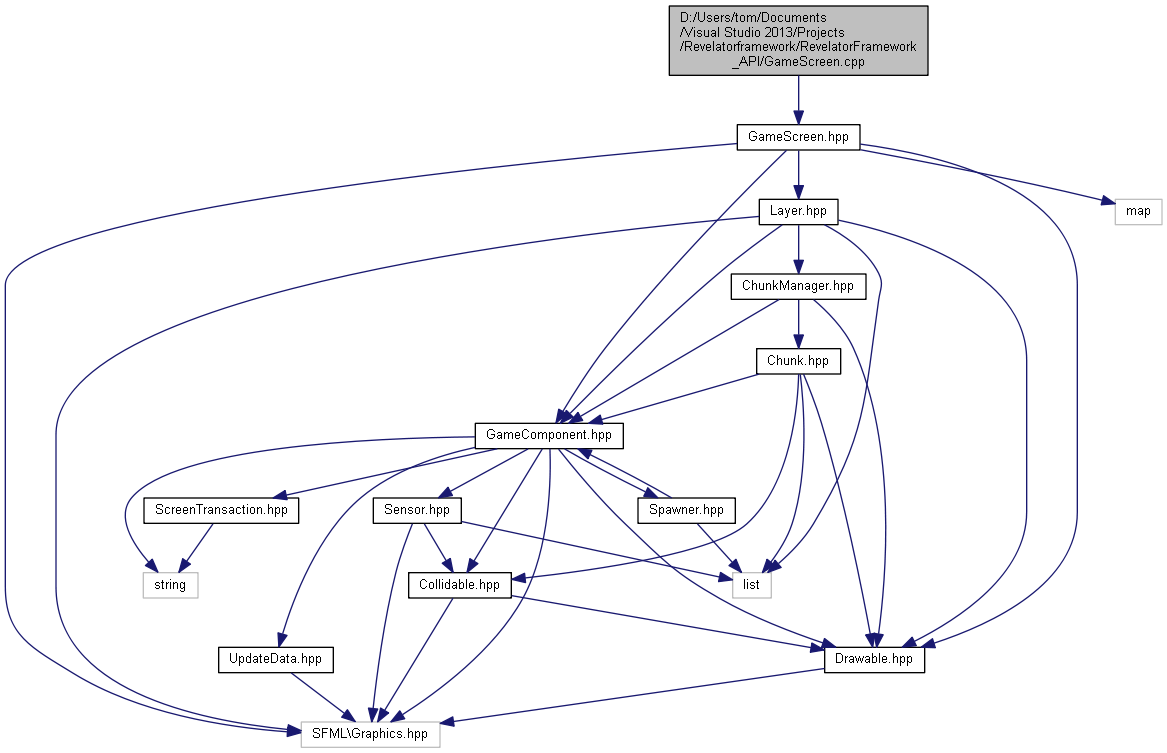 D:/Users/tom/Documents
/Visual Studio 2013/Projects
/Revelatorframework/RevelatorFramework
_API/GameScreen.cpp
GameScreen.hpp
Layer.hpp
map
ChunkManager.hpp
Chunk.hpp
GameComponent.hpp
ScreenTransaction.hpp
Sensor.hpp
Spawner.hpp
string
Collidable.hpp
list
UpdateData.hpp
Drawable.hpp
SFML\Graphics.hpp